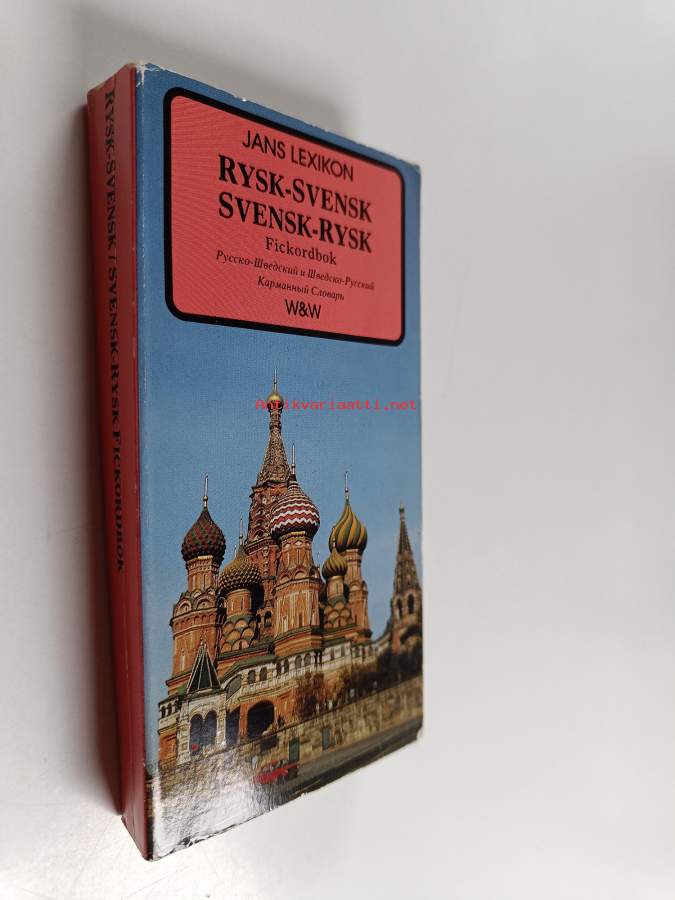 JANS LEXIKON
RYSK-SVENSK
SVENSK-RYSK
Fickordbok
Русско-Шведский и Шведско-Русский
Карманный Словарь
W&W
RYSK-SVENSK / SVENSK-RYSK FICKORDBOK
Antikvariaatti.net